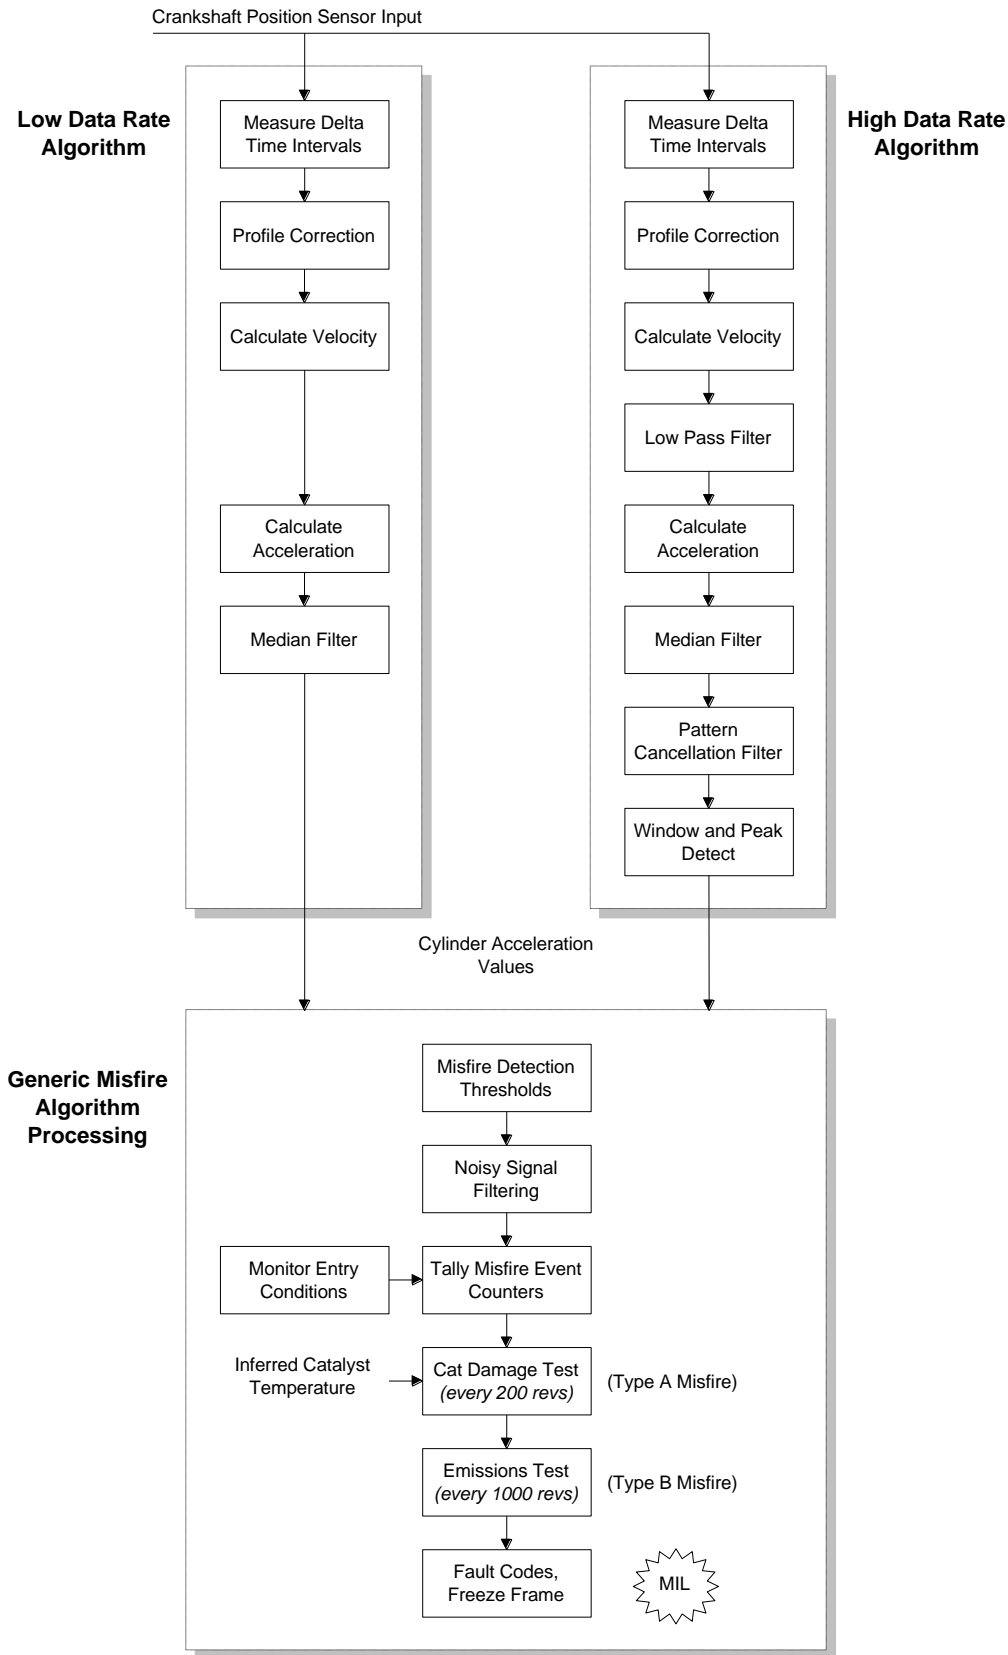 Crankshaft Position Sensor Input
Low Data Rate
Algorithm
Measure Delta
Time Intervals
Profile Correction
Calculate Velocity
Calculate
Acceleration
Median Filter
High Data Rate
Algorithm
Measure Delta
Time Intervals
Profile Correction
Calculate Velocity
Low Pass Filter
Calculate
Acceleration
Median Filter
Pattern
Cancellation Filter
Window and Peak
Detect
Cylinder Acceleration
Values
Generic Misfire
Algorithm
Processing
Misfire Detection
Thresholds
Noisy Signal
Filtering
Monitor Entry
Conditions
Tally Misfire Event
Counters
Inferred Catalyst
Temperature
Cat Damage Test
(every 200 revs)
(Type A Misfire)
Emissions Test
(every 1000 revs)
(Type B Misfire)
Fault Codes,
Freeze Frame
MIL